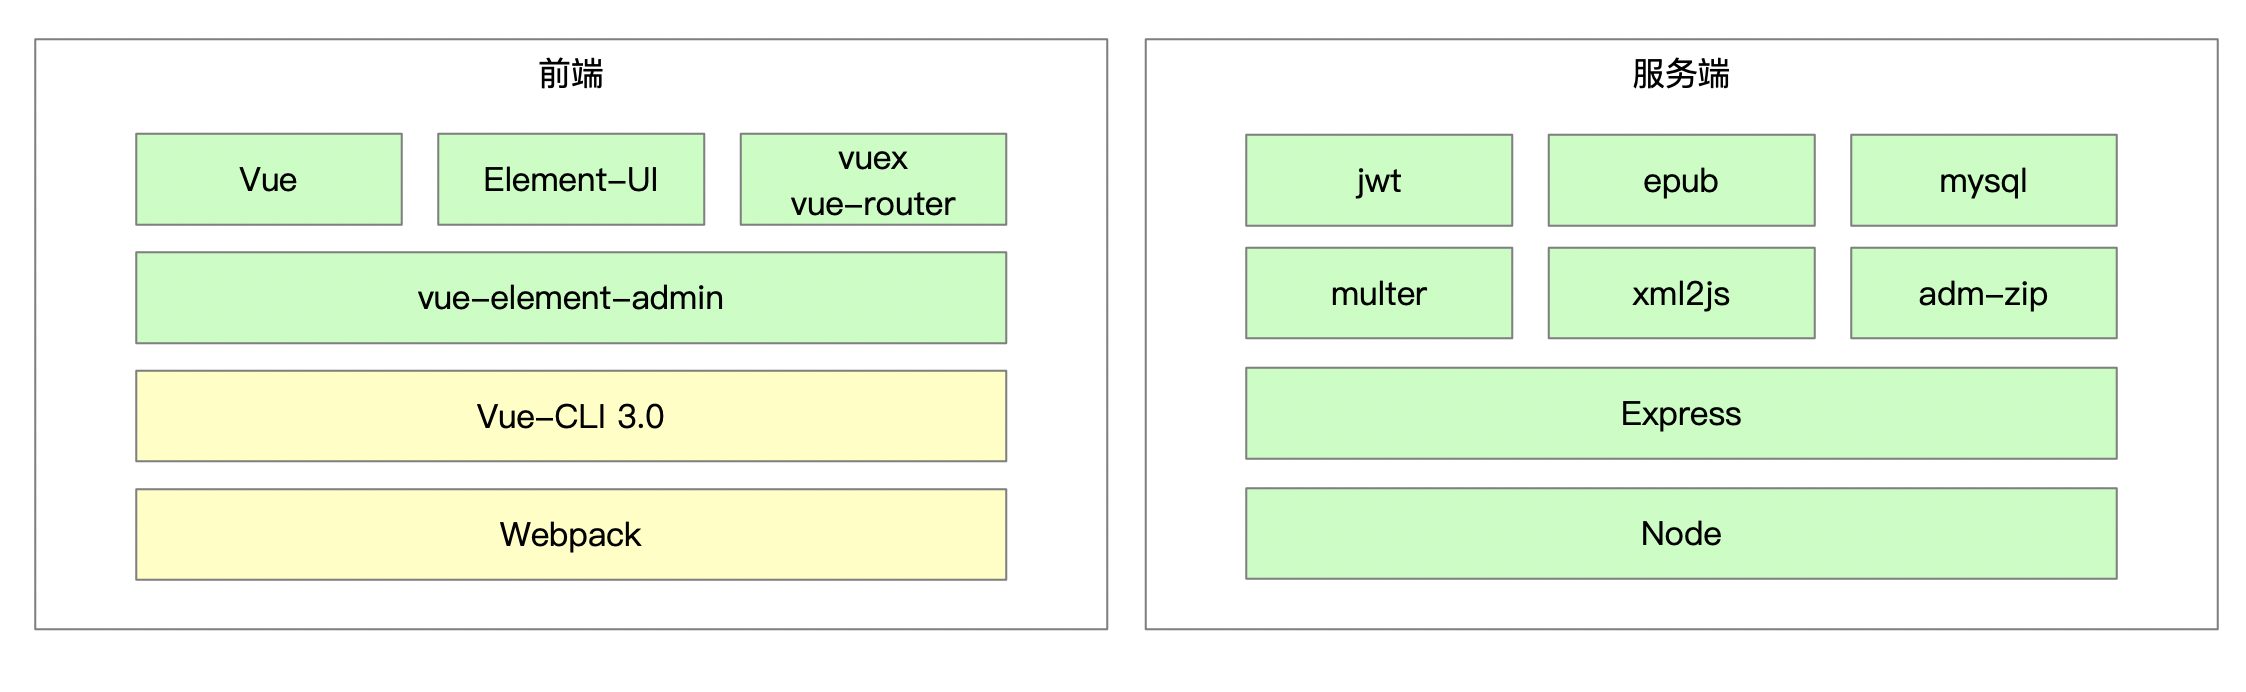 前端
Vue
Element-UI
vuex
vue-router
vue-element-admin
Vue-CLI 3.0
Webpack
服务端
jwt
epub
mysql
multer
xml2js
adm-zip
Express
Node